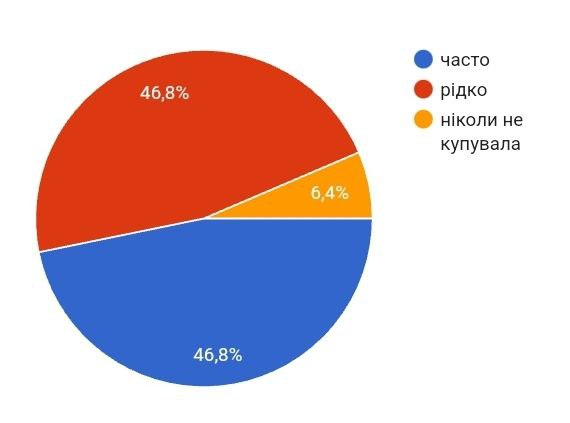 часто
рідко
ніколи не
купувала
46,8%
6,4%
46,8%